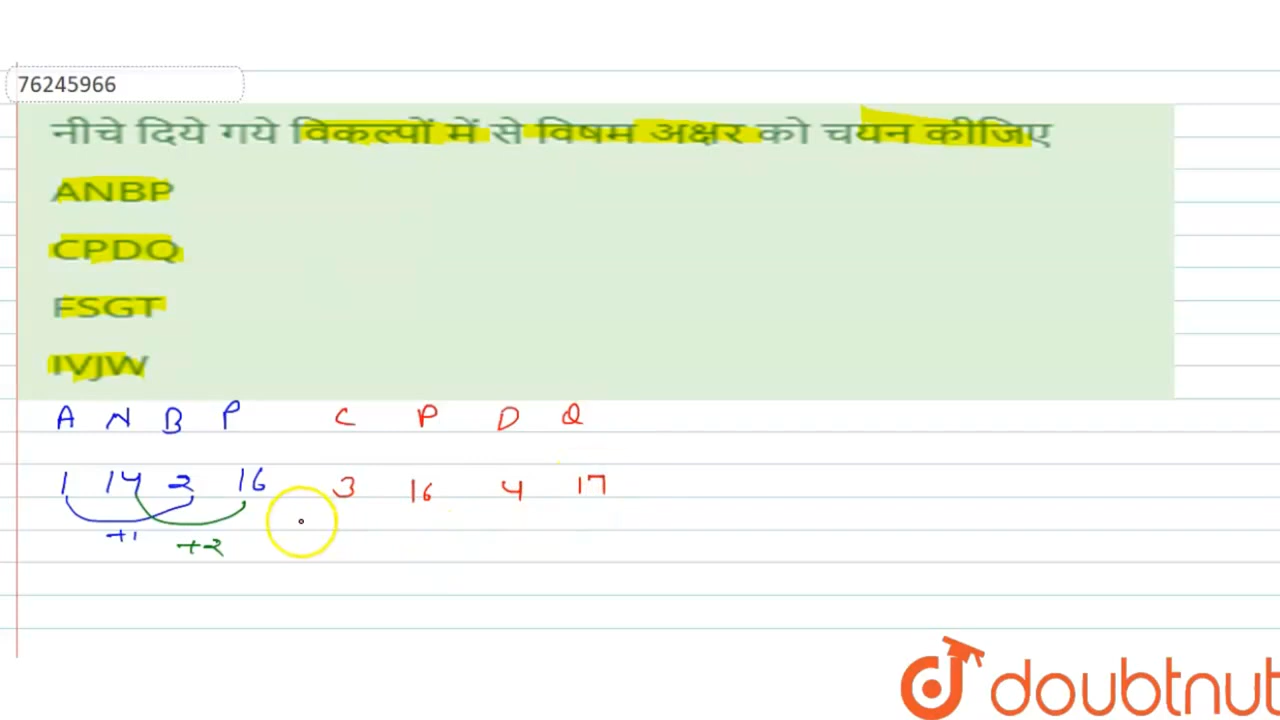 76245966
नीचे दिये गये विकल्पों में से विषम अक्षर को चयन कीजिए
ANBP
CPDQ
FSGT
IVJW
A N B P C P D Q
1 14 2 16 3 16 4 17
+1
+2
doubtnut